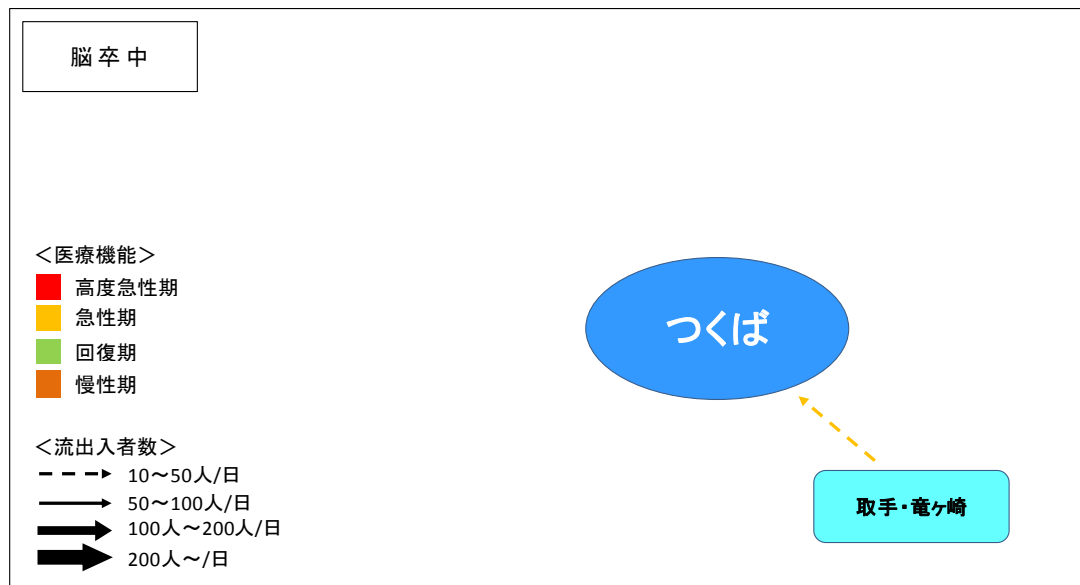 脳卒中
＜医療機能＞
高度急性期
急性期
回復期
慢性期
＜流出入者数＞
10～50人/日
50～100人/日
100人～200人/日
200人～/日
つくば
取手・竜ヶ崎